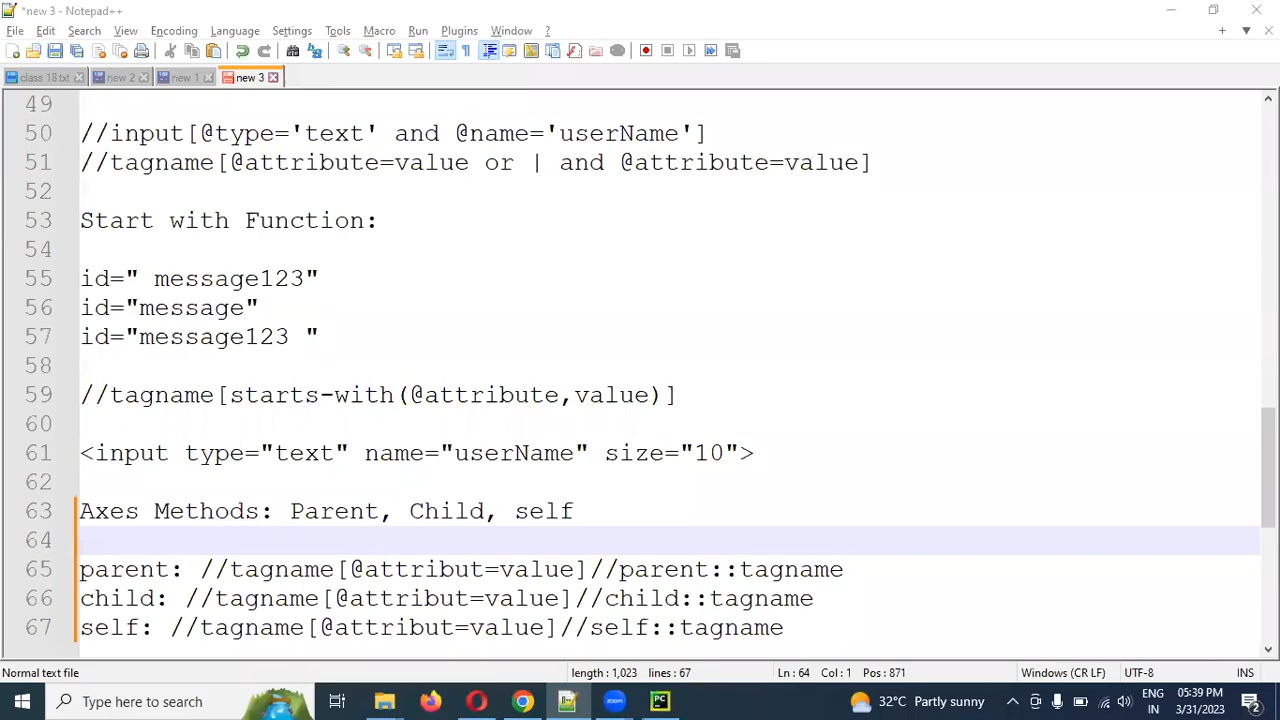 *new 3 - Notepad++
File Edit Search View Encoding Language Settings Tools Macro Run Plugins Window ?
class 18.txt new 2 new 1 new 3
49
50 //input[@type='text' and @name='userName']
51 //tagname[@attribute=value or | and @attribute=value]
52
53 Start with Function:
54
55 id=" message123"
56 id="message"
57 id="message123 "
58
59 //tagname[starts-with(@attribute,value)]
60
61 <input type="text" name="userName" size="10">
62
63 Axes Methods: Parent, Child, self
64
65 parent: //tagname[@attribut=value]//parent::tagname
66 child: //tagname[@attribut=value]//child::tagname
67 self: //tagname[@attribut=value]//self::tagname
Normal text file length : 1,023 lines : 67 Ln : 64 Col : 1 Pos : 871 Windows (CR LF) UTF-8 INS
Type here to search PC 32°C Partly sunny ENG IN 05:39 PM 3/31/2023 2